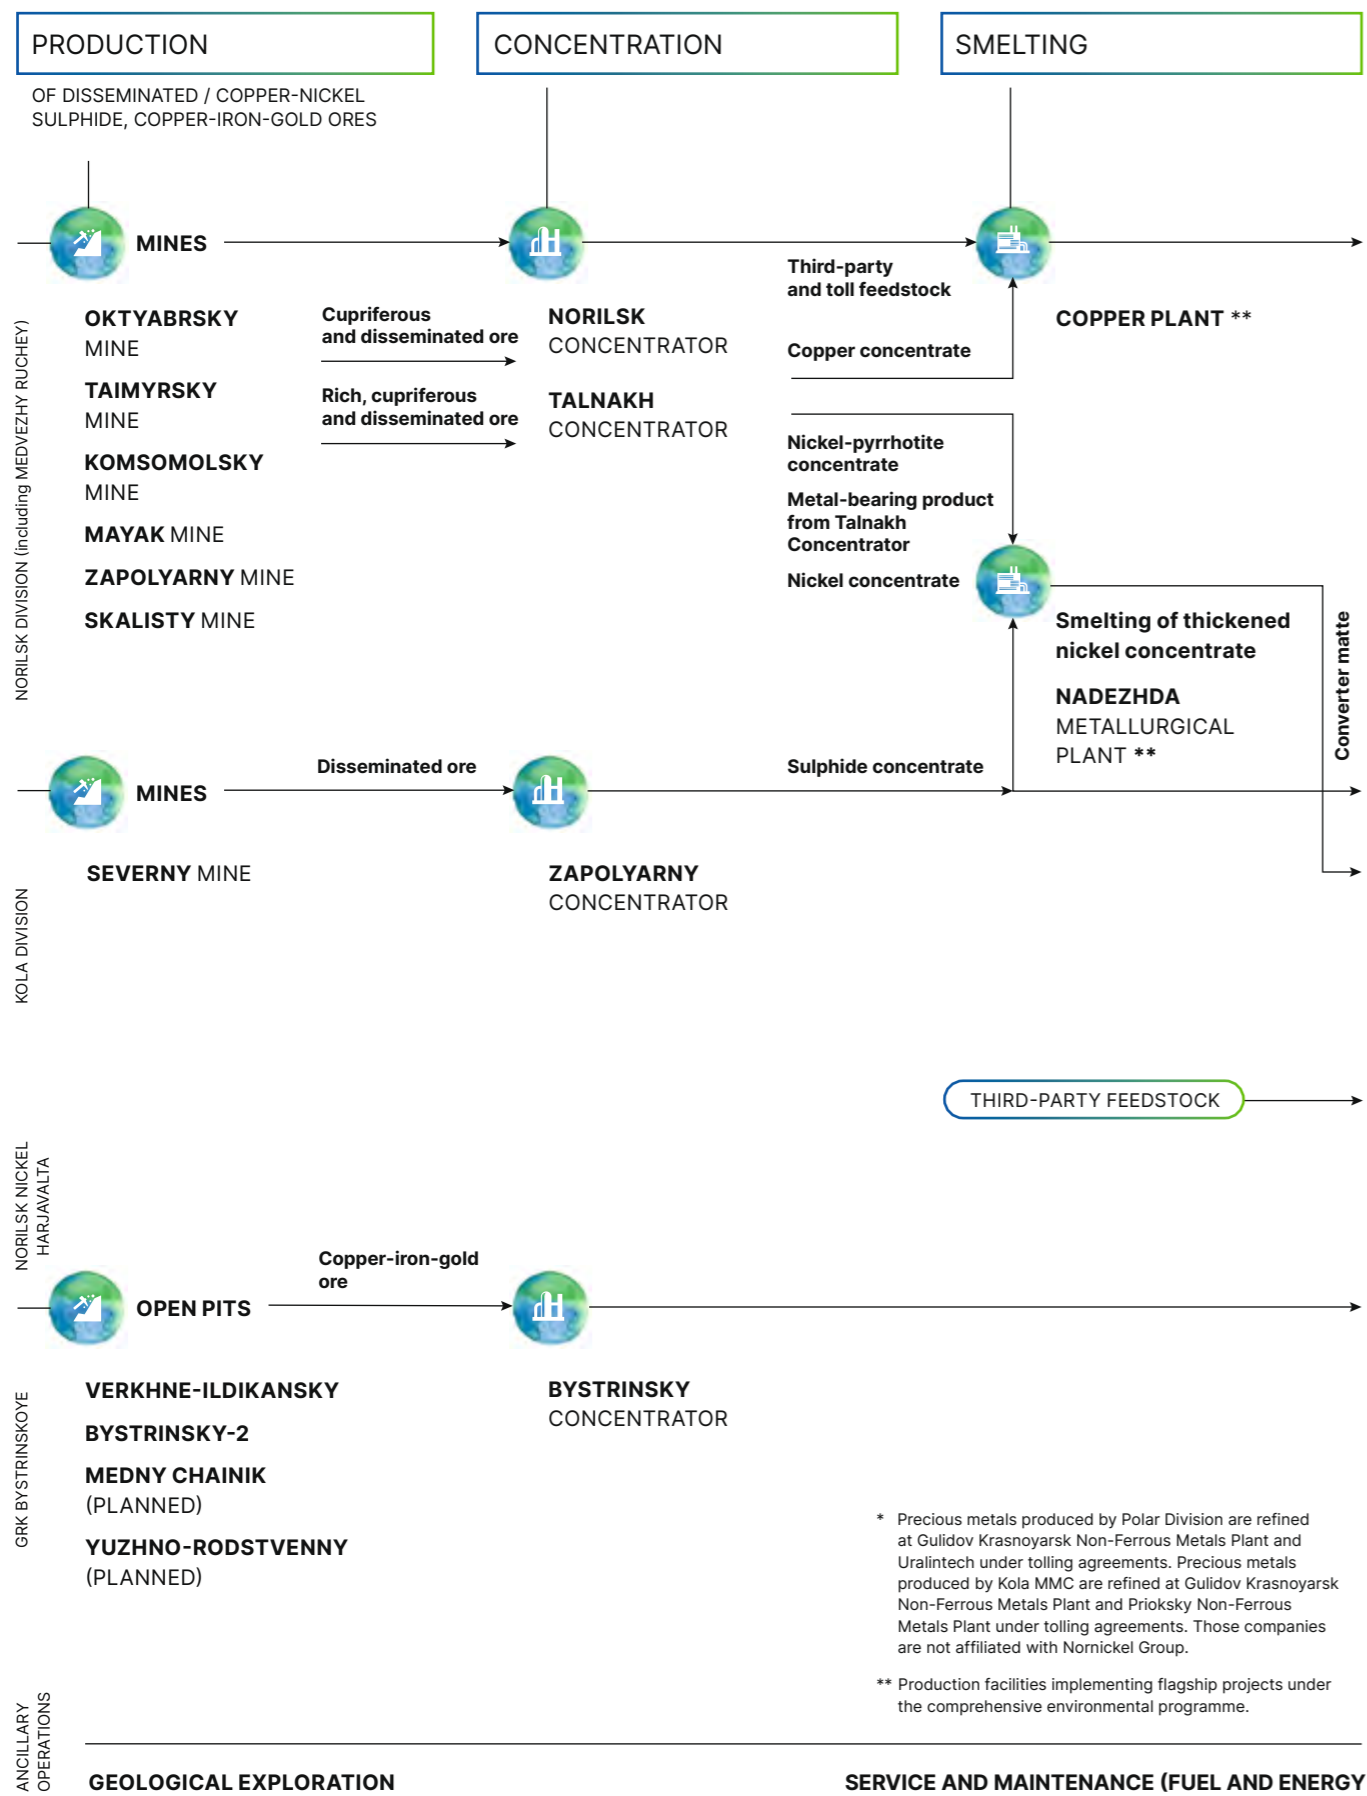 PRODUCTION
CONCENTRATION
SMELTING
OF DISSEMINATED / COPPER-NICKEL
SULPHIDE, COPPER-IRON-GOLD ORES
NORILSK DIVISION (including MEDVEZHY RUCHEY)
MINES
OKTYABRSKY
MINE
TAIMYRSKY
MINE
KOMSOMOLSKY
MINE
MAYAK MINE
ZAPOLYARNY MINE
SKALISTY MINE
Cupriferous
and disseminated ore
Rich, cupriferous
and disseminated ore
NORILSK
CONCENTRATOR
TALNAKH
CONCENTRATOR
Third-party
and toll feedstock
Copper concentrate
Nickel-pyrrhotite
concentrate
Metal-bearing product
from Talnakh
Concentrator
Nickel concentrate
COPPER PLANT **
Smelting of thickened
nickel concentrate
NADEZHDA
METALLURGICAL
PLANT **
Converter matte
KOLA DIVISION
MINES
SEVERNY MINE
Disseminated ore
ZAPOLYARNY
CONCENTRATOR
Sulphide concentrate
NORILSK NICKEL
HARJAVALTA
THIRD-PARTY FEEDSTOCK
GRK BYSTRINSKOYE
OPEN PITS
VERKHNE-ILDIKANSKY
BYSTRINSKY-2
MEDNY CHAINIK
(PLANNED)
YUZHNO-RODSTVENNY
(PLANNED)
Copper-iron-gold
ore
BYSTRINSKY
CONCENTRATOR
* Precious metals produced by Polar Division are refined
at Gulidov Krasnoyarsk Non-Ferrous Metals Plant and
Uralintech under tolling agreements. Precious metals
produced by Kola MMC are refined at Gulidov Krasnoyarsk
Non-Ferrous Metals Plant and Prioksky Non-Ferrous
Metals Plant under tolling agreements. Those companies
are not affiliated with Nornickel Group.
** Production facilities implementing flagship projects under
the comprehensive environmental programme.
ANCILLARY
OPERATIONS
GEOLOGICAL EXPLORATION
SERVICE AND MAINTENANCE (FUEL AND ENERGY